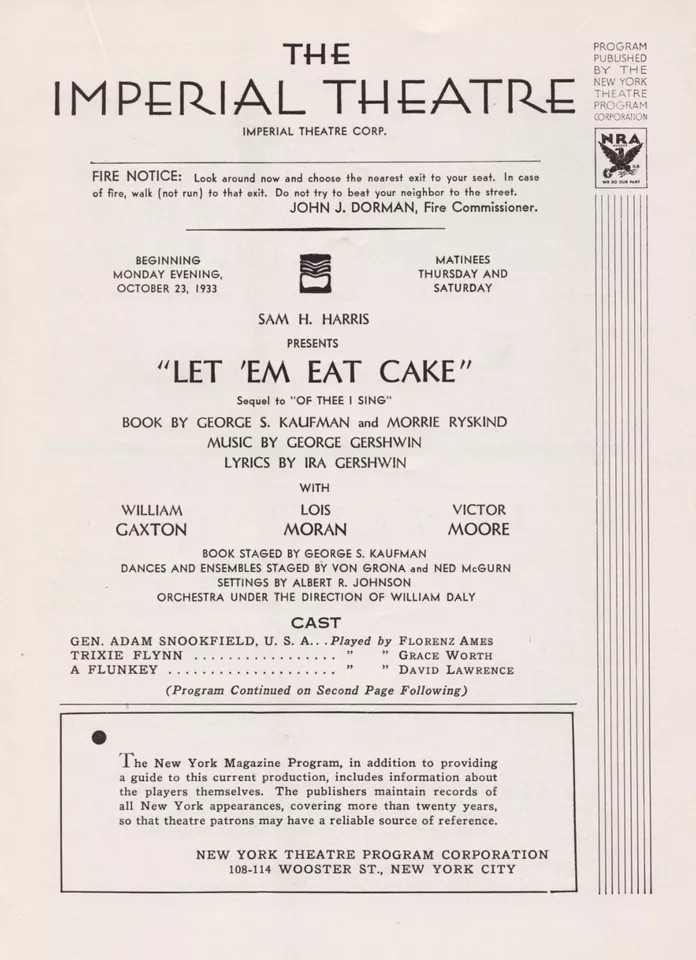 THE
IMPERIAL THEATRE
IMPERIAL THEATRE CORP.
PROGRAM
PUBLISHED
BY THE
NEW YORK
THEATRE
PROGRAM
CORPORATION
NRA
MEMBER
U.S.
WE DO OUR PART
FIRE NOTICE: Look around now and choose the nearest exit to your seat. In case
of fire, walk (not run) to that exit. Do not try to beat your neighbor to the street.
JOHN J. DORMAN, Fire Commissioner.
BEGINNING
MONDAY EVENING,
OCTOBER 23, 1933
MATINEES
THURSDAY AND
SATURDAY
SAM H. HARRIS
PRESENTS
"LET 'EM EAT CAKE"
Sequel to "OF THEE I SING"
BOOK BY GEORGE S. KAUFMAN and MORRIE RYSKIND
MUSIC BY GEORGE GERSHWIN
LYRICS BY IRA GERSHWIN
WITH
WILLIAM LOIS VICTOR
GAXTON MORAN MOORE
BOOK STAGED BY GEORGE S. KAUFMAN
DANCES AND ENSEMBLES STAGED BY VON GRONA and NED McGURN
SETTINGS BY ALBERT R. JOHNSON
ORCHESTRA UNDER THE DIRECTION OF WILLIAM DALY
CAST
GEN. ADAM SNOOKFIELD, U. S. A...Played by FLORENZ AMES
TRIXIE FLYNN ................. " " GRACE WORTH
A FLUNKEY .................... " " DAVID LAWRENCE
(Program Continued on Second Page Following)
The New York Magazine Program, in addition to providing
a guide to this current production, includes information about
the players themselves. The publishers maintain records of
all New York appearances, covering more than twenty years,
so that theatre patrons may have a reliable source of reference.
NEW YORK THEATRE PROGRAM CORPORATION
108-114 WOOSTER ST., NEW YORK CITY